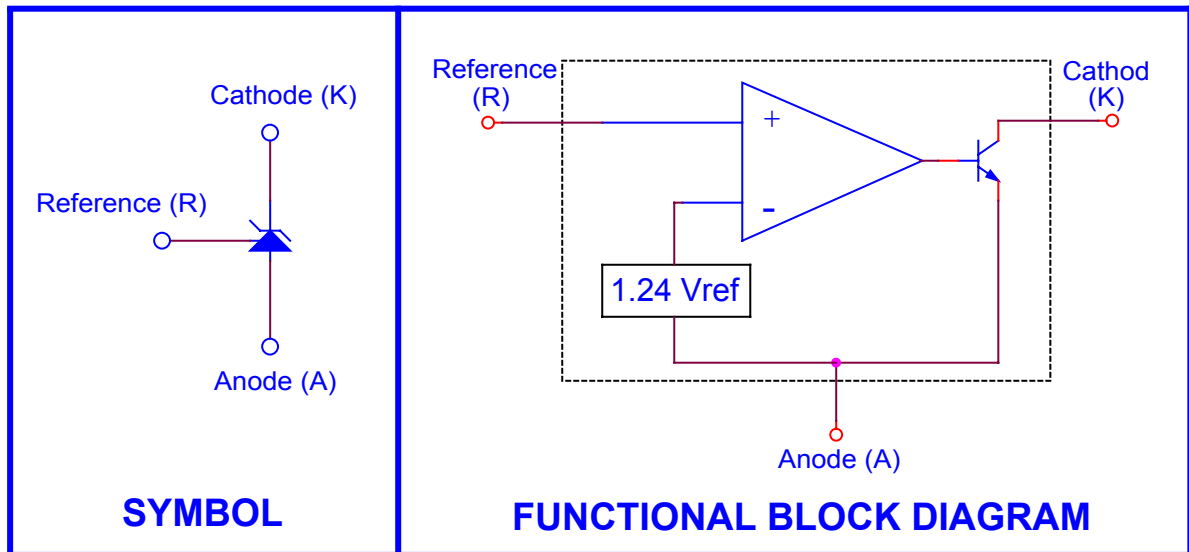 Cathode (K)
Reference (R)
Anode (A)
SYMBOL
Reference
(R)
Cathod
(K)
+
-
1.24 Vref
Anode (A)
FUNCTIONAL BLOCK DIAGRAM